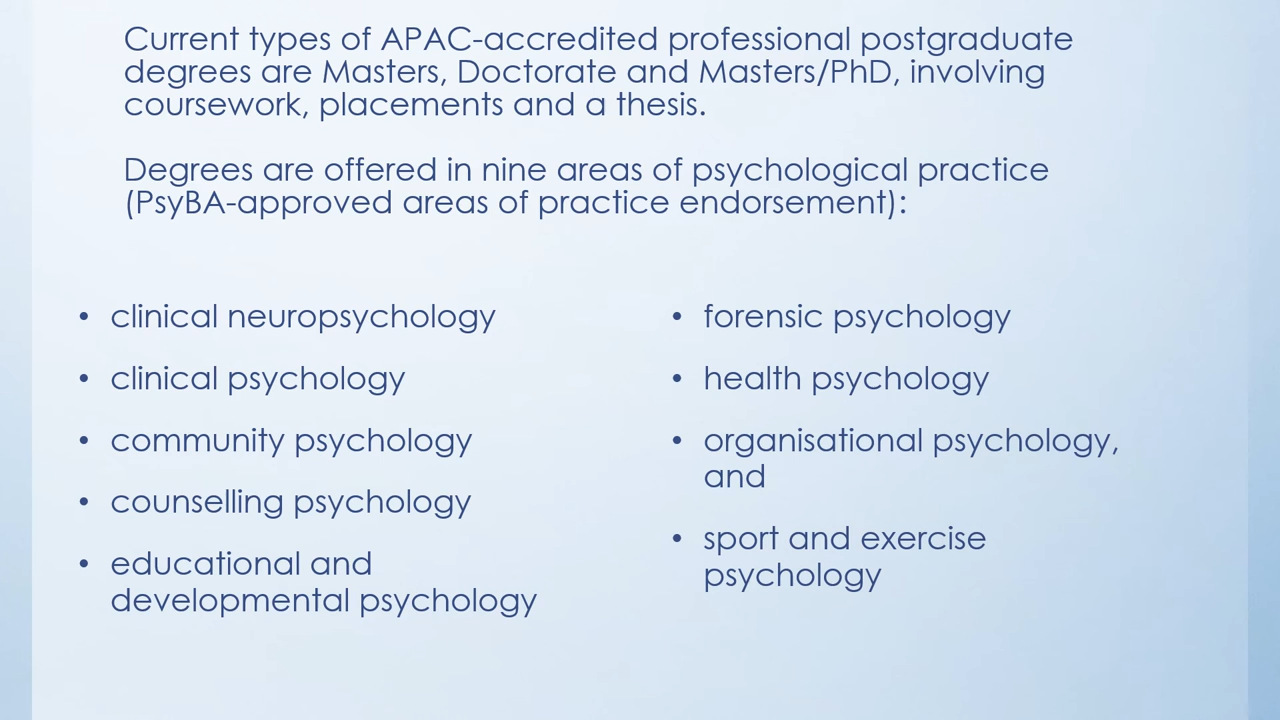 Current types of APAC-accredited professional postgraduate
degrees are Masters, Doctorate and Masters/PhD, involving
coursework, placements and a thesis.
Degrees are offered in nine areas of psychological practice
(PsyBA-approved areas of practice endorsement):
• clinical neuropsychology
• clinical psychology
• community psychology
• counselling psychology
• educational and
developmental psychology
• forensic psychology
• health psychology
• organisational psychology,
and
• sport and exercise
psychology